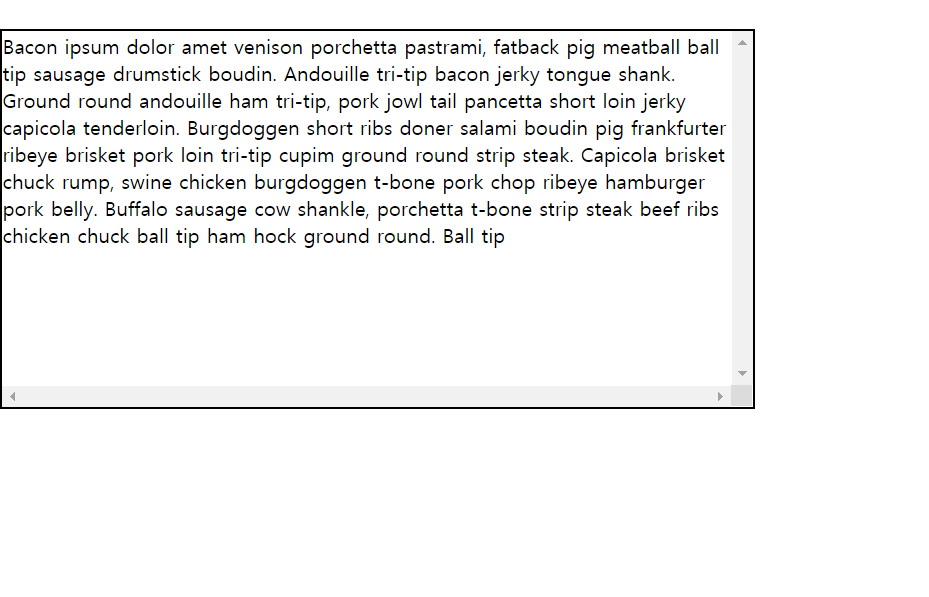 Bacon ipsum dolor amet venison porchetta pastrami, fatback pig meatball ball
tip sausage drumstick boudin. Andouille tri-tip bacon jerky tongue shank.
Ground round andouille ham tri-tip, pork jowl tail pancetta short loin jerky
capicola tenderloin. Burgdoggen short ribs doner salami boudin pig frankfurter
ribeye brisket pork loin tri-tip cupim ground round strip steak. Capicola brisket
chuck rump, swine chicken burgdoggen t-bone pork chop ribeye hamburger
pork belly. Buffalo sausage cow shankle, porchetta t-bone strip steak beef ribs
chicken chuck ball tip ham hock ground round. Ball tip